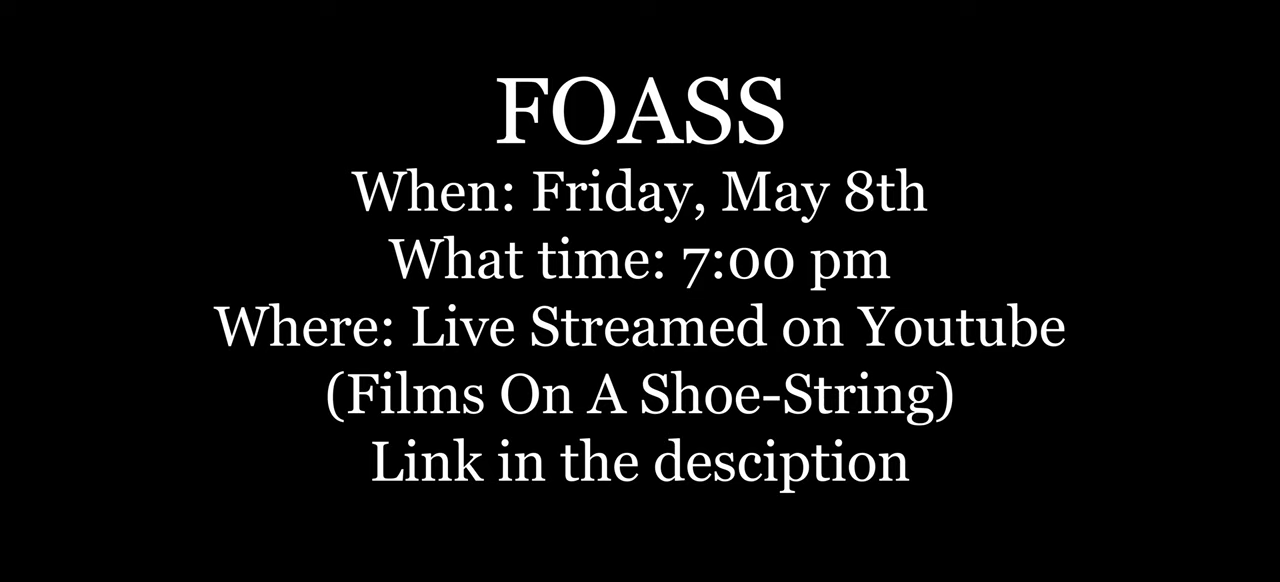 FOASS
When: Friday, May 8th
What time: 7:00 pm
Where: Live Streamed on Youtube
(Films On A Shoe-String)
Link in the desciption